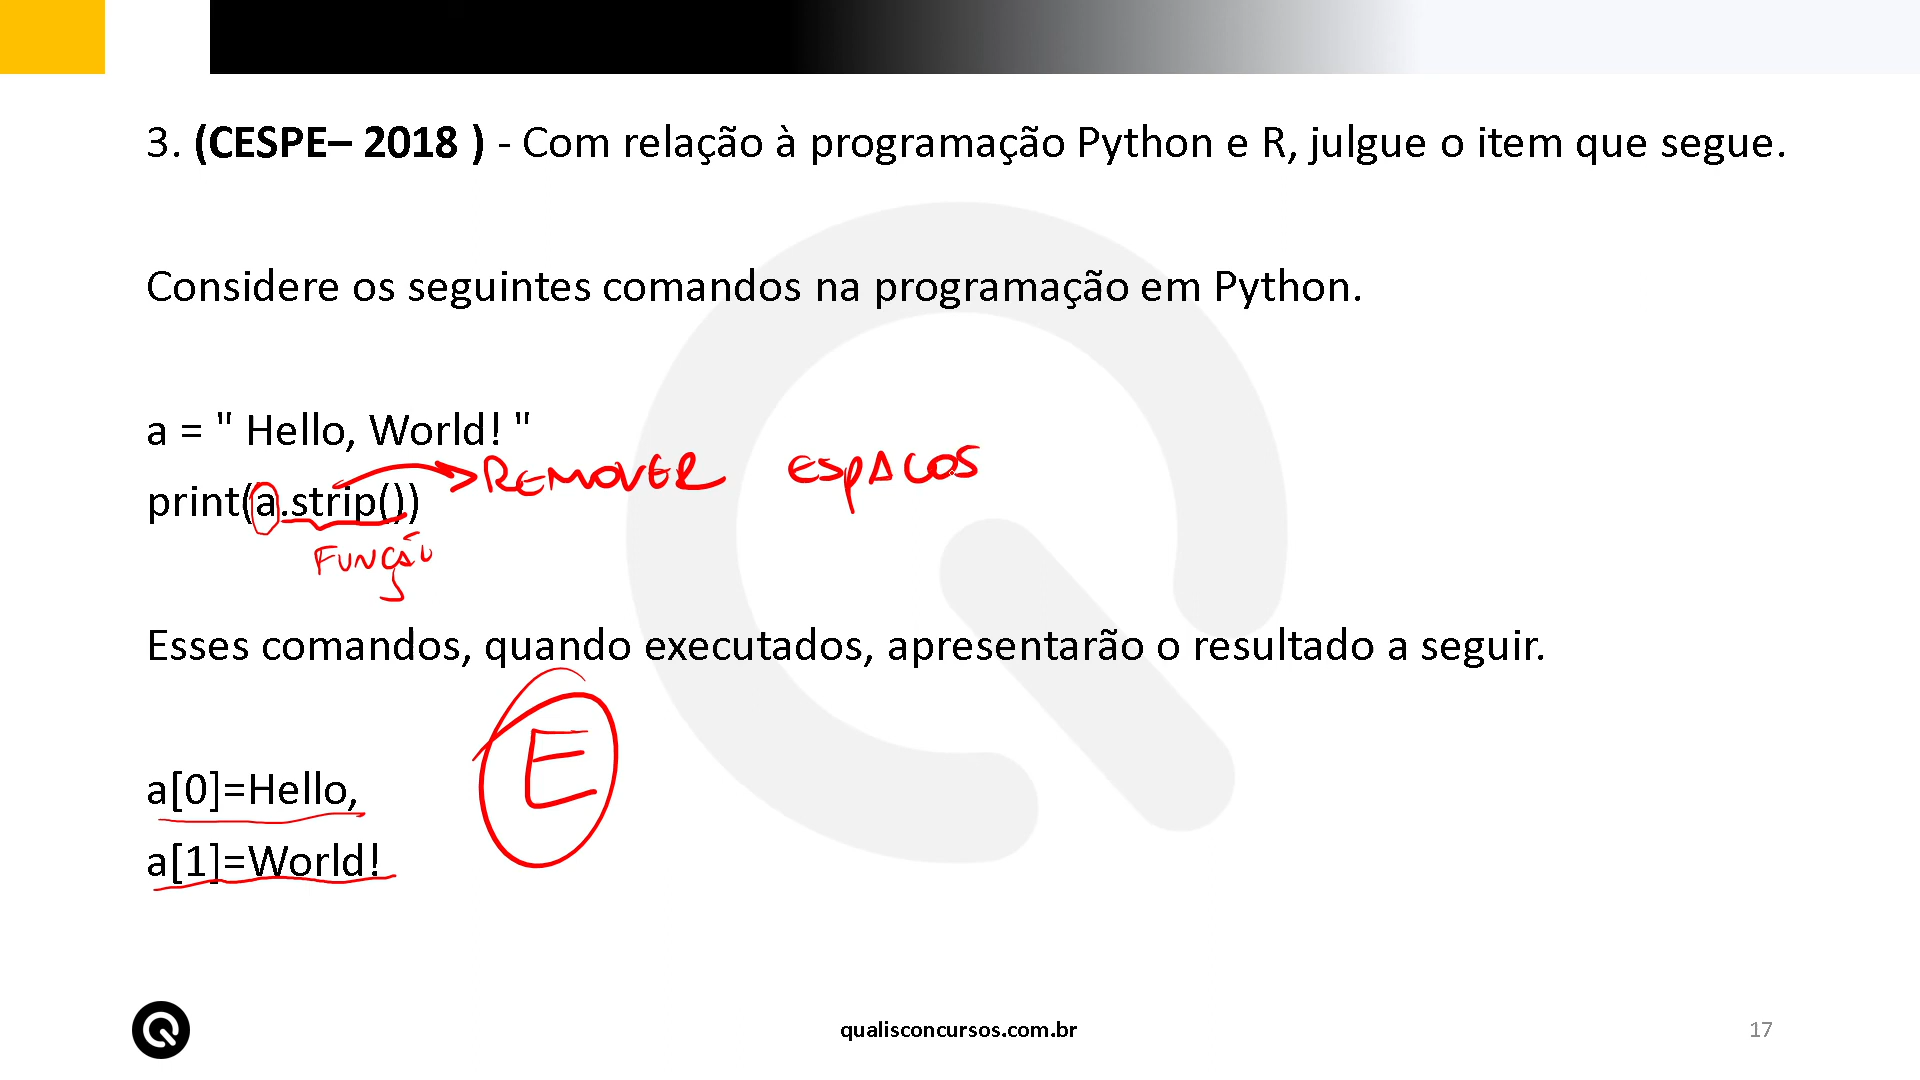 3. (CESPE– 2018 ) - Com relação à programação Python e R, julgue o item que segue.
Considere os seguintes comandos na programação em Python.
a = " Hello, World! "
REMOVER ESPACOS
print(a.strip())
FUNÇÃO
Esses comandos, quando executados, apresentarão o resultado a seguir.
E
a[0]=Hello,
a[1]=World!
qualisconcursos.com.br
17